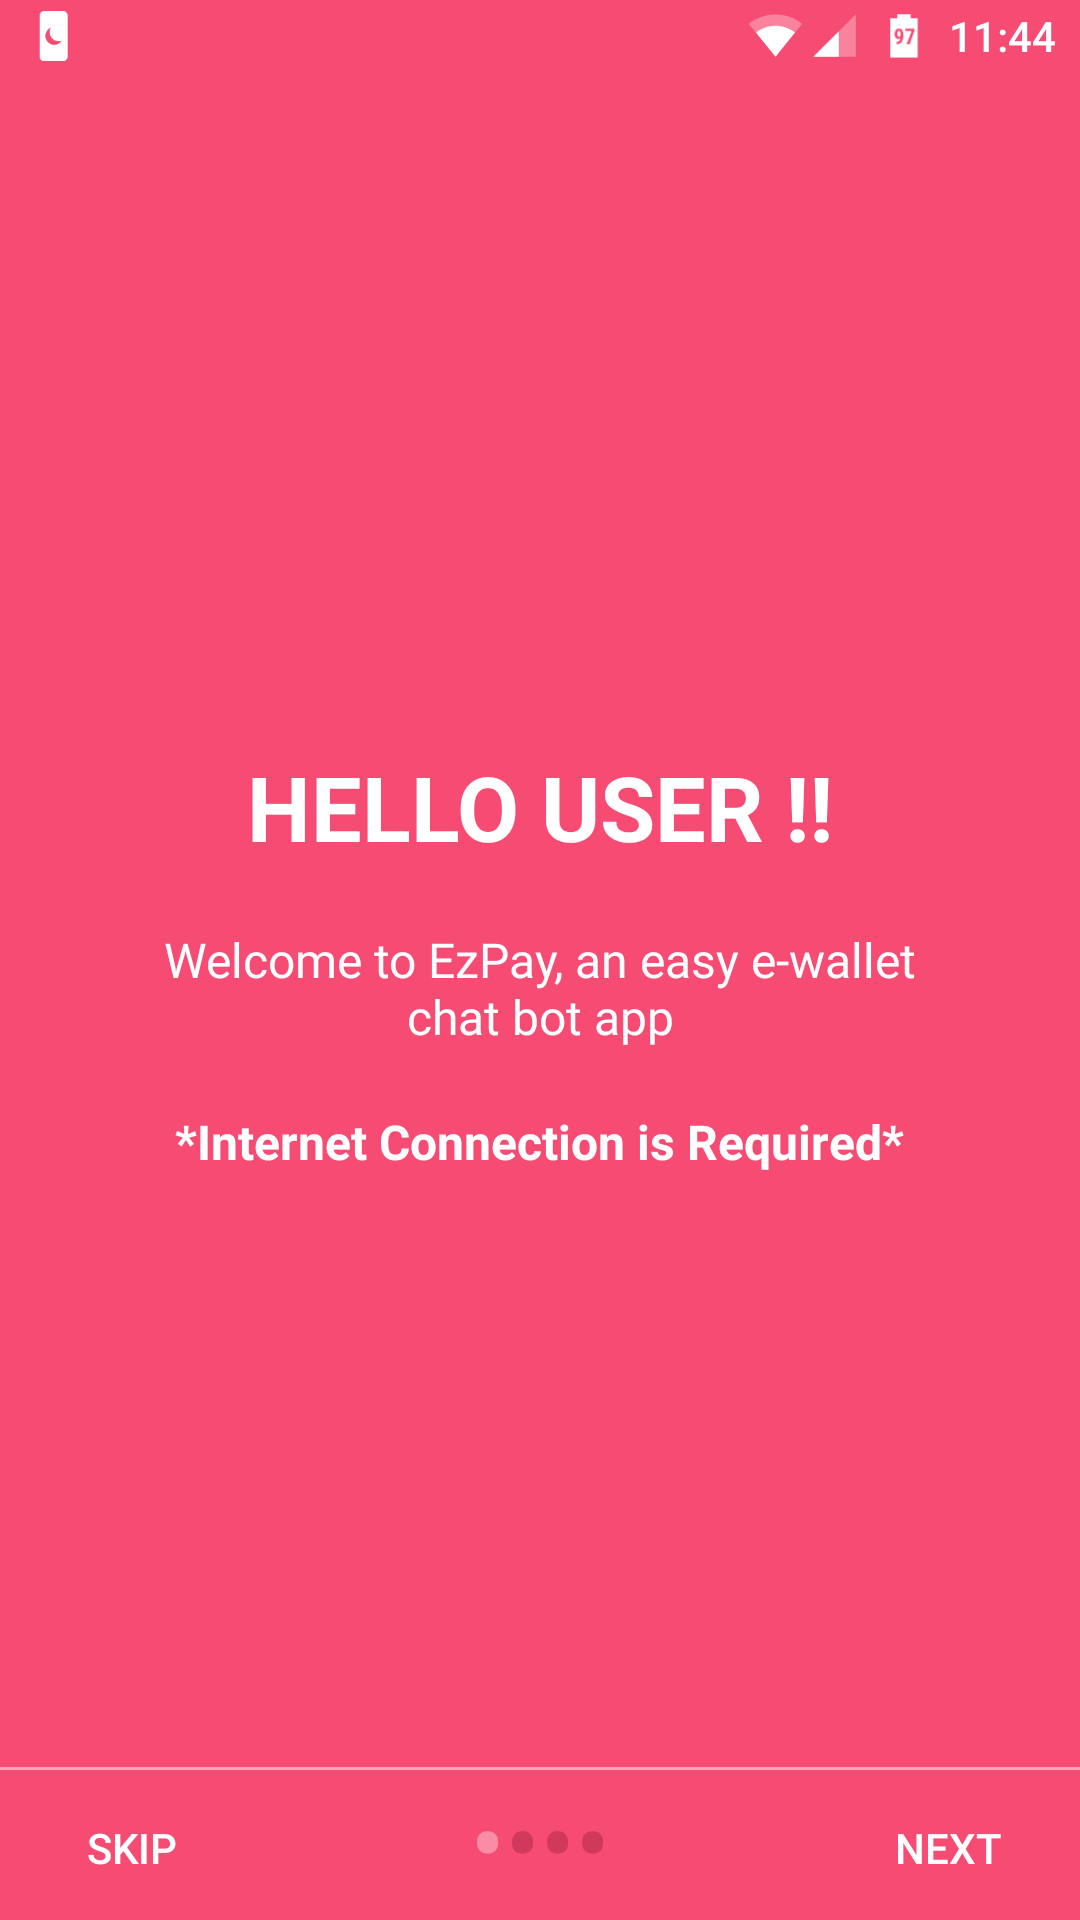 97 11:44
HELLO USER !!
Welcome to EzPay, an easy e-wallet
chat bot app
*Internet Connection is Required*
SKIP NEXT